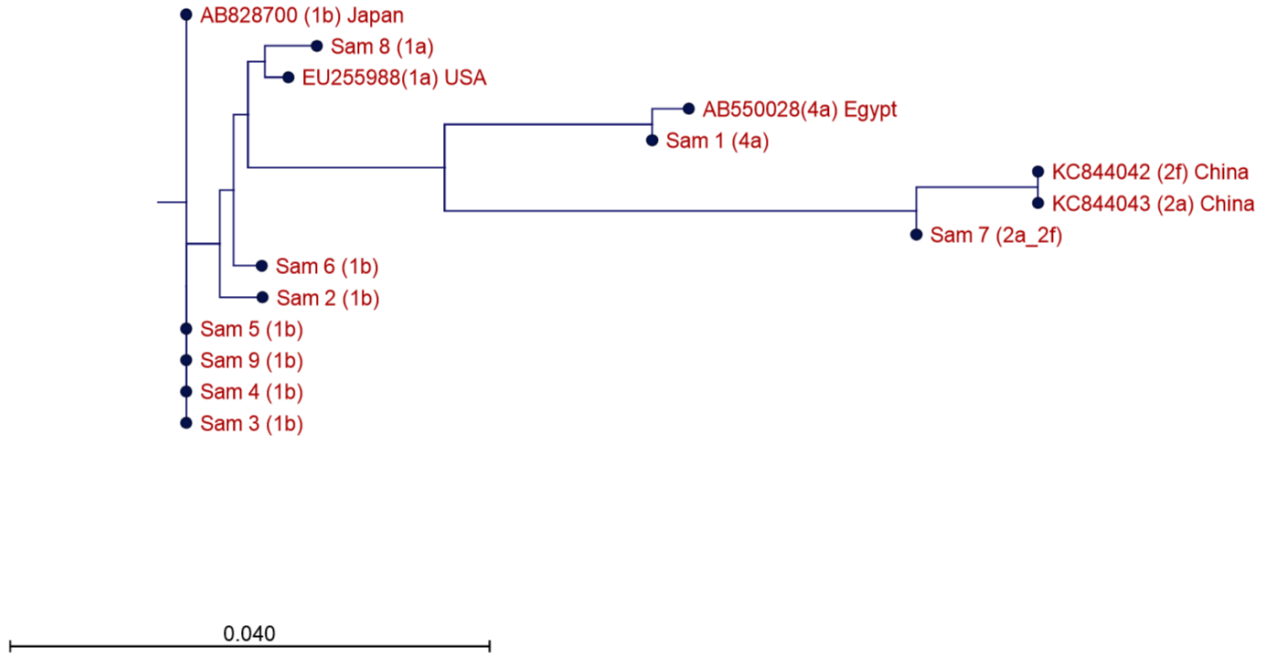 AB828700 (1b) Japan
Sam 8 (1a)
EU255988(1a) USA
AB550028(4a) Egypt
Sam 1 (4a)
KC844042 (2f) China
KC844043 (2a) China
Sam 7 (2a_2f)
Sam 6 (1b)
Sam 2 (1b)
Sam 5 (1b)
Sam 9 (1b)
Sam 4 (1b)
Sam 3 (1b)
0.040